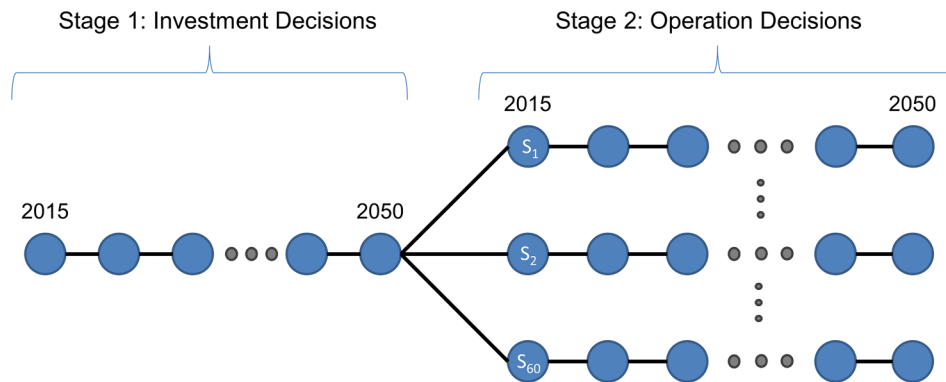 Stage 1: Investment Decisions
Stage 2: Operation Decisions
2015
2050
S1
2015
2050
S2
S60